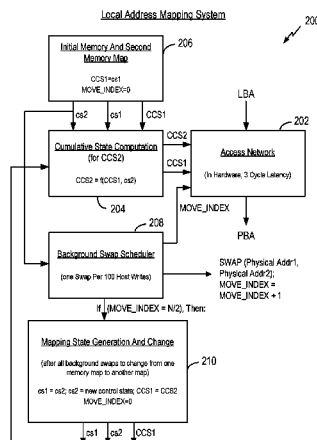 Local Address Mapping System
200
206
Initial Memory And Second
Memory Map
CCS1=cs1
MOVE_INDEX=0
cs2
cs1
CCS1
LBA
Cumulative State Computation
(for CCS2)
CCS2 = f(CCS1, cs2)
204
CCS2
CCS1
202
Access Network
(In Hardware, 3 Cycle Latency)
MOVE_INDEX
PBA
208
Background Swap Scheduler
(one Swap Per 100 Host Writes)
SWAP (Physical Addr1,
Physical Addr2);
MOVE_INDEX =
MOVE_INDEX + 1
If (MOVE_INDEX = N/2), Then:
Mapping State Generation And Change
210
(after all background swaps to change from one
memory map to another map)
cs1 = cs2; cs2 = new control state; CCS1 = CCS2
MOVE_INDEX=0
cs1
cs2
CCS1